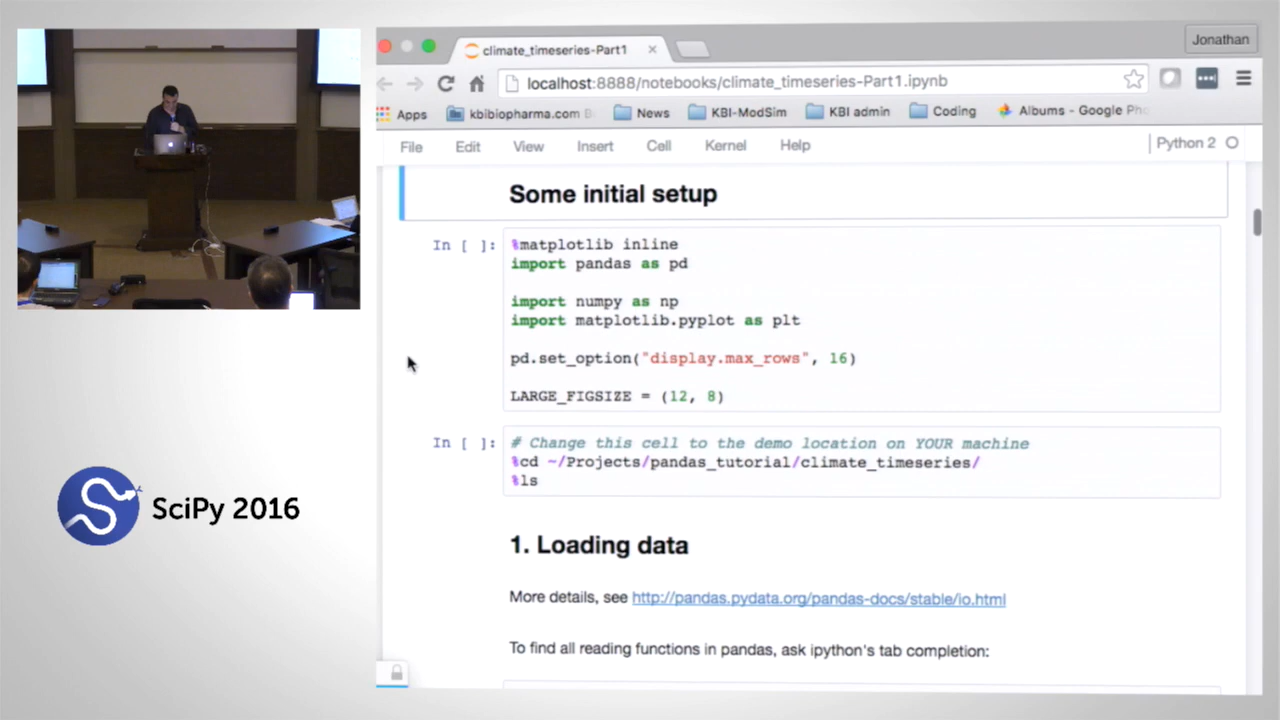 climate_timeseries-Part1
Jonathan
localhost:8888/notebooks/climate_timeseries-Part1.ipynb
Apps
kbibiopharma.com
News
KBI-ModSim
KBI admin
Coding
Albums - Google
File
Edit
View
Insert
Cell
Kernel
Help
Python 2
Some initial setup
In [ ]:
%matplotlib inline
import pandas as pd
import numpy as np
import matplotlib.pyplot as plt
pd.set_option("display.max_rows", 16)
LARGE_FIGSIZE = (12, 8)
In [ ]:
# Change this cell to the demo location on YOUR machine
%cd ~/Projects/pandas_tutorial/climate_timeseries/
%ls
1. Loading data
More details, see http://pandas.pydata.org/pandas-docs/stable/io.html
To find all reading functions in pandas, ask ipython's tab completion:
SciPy 2016